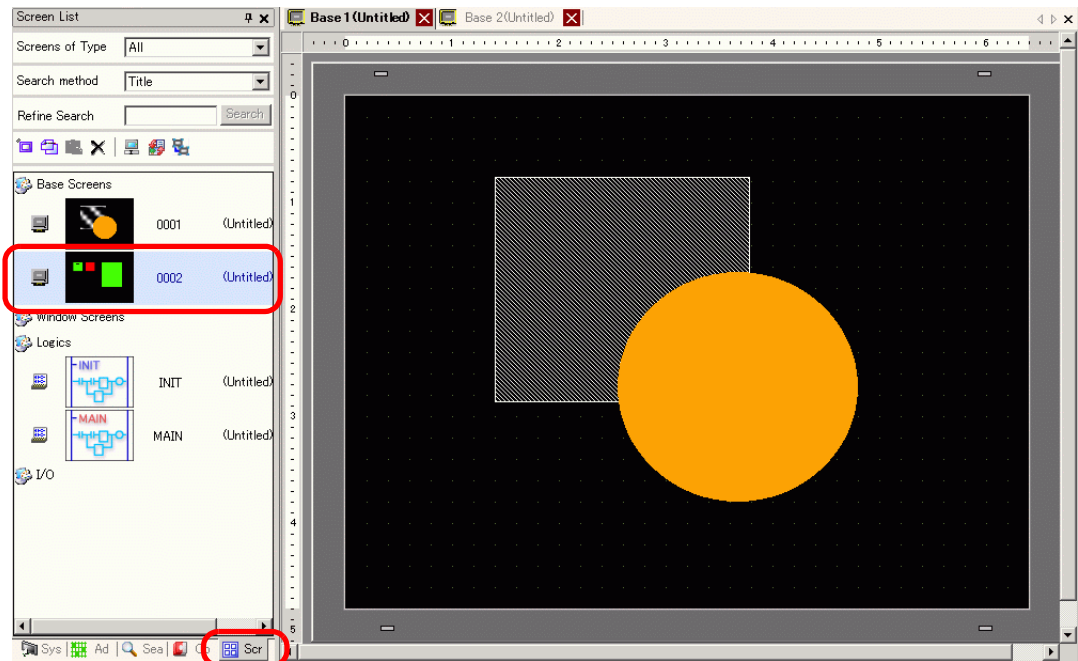 Screen List
Base 1(Untitled)
Base 2(Untitled)
Screens of Type
All
Search method
Title
Refine Search
Search
0 1 2 3 4 5 6
0
1
2
3
4
5
Base Screens
0001
(Untitled)
0002
(Untitled)
Window Screens
Logics
INIT
INIT
(Untitled)
MAIN
MAIN
(Untitled)
I/O
Sys
Ad
Sea
Scr